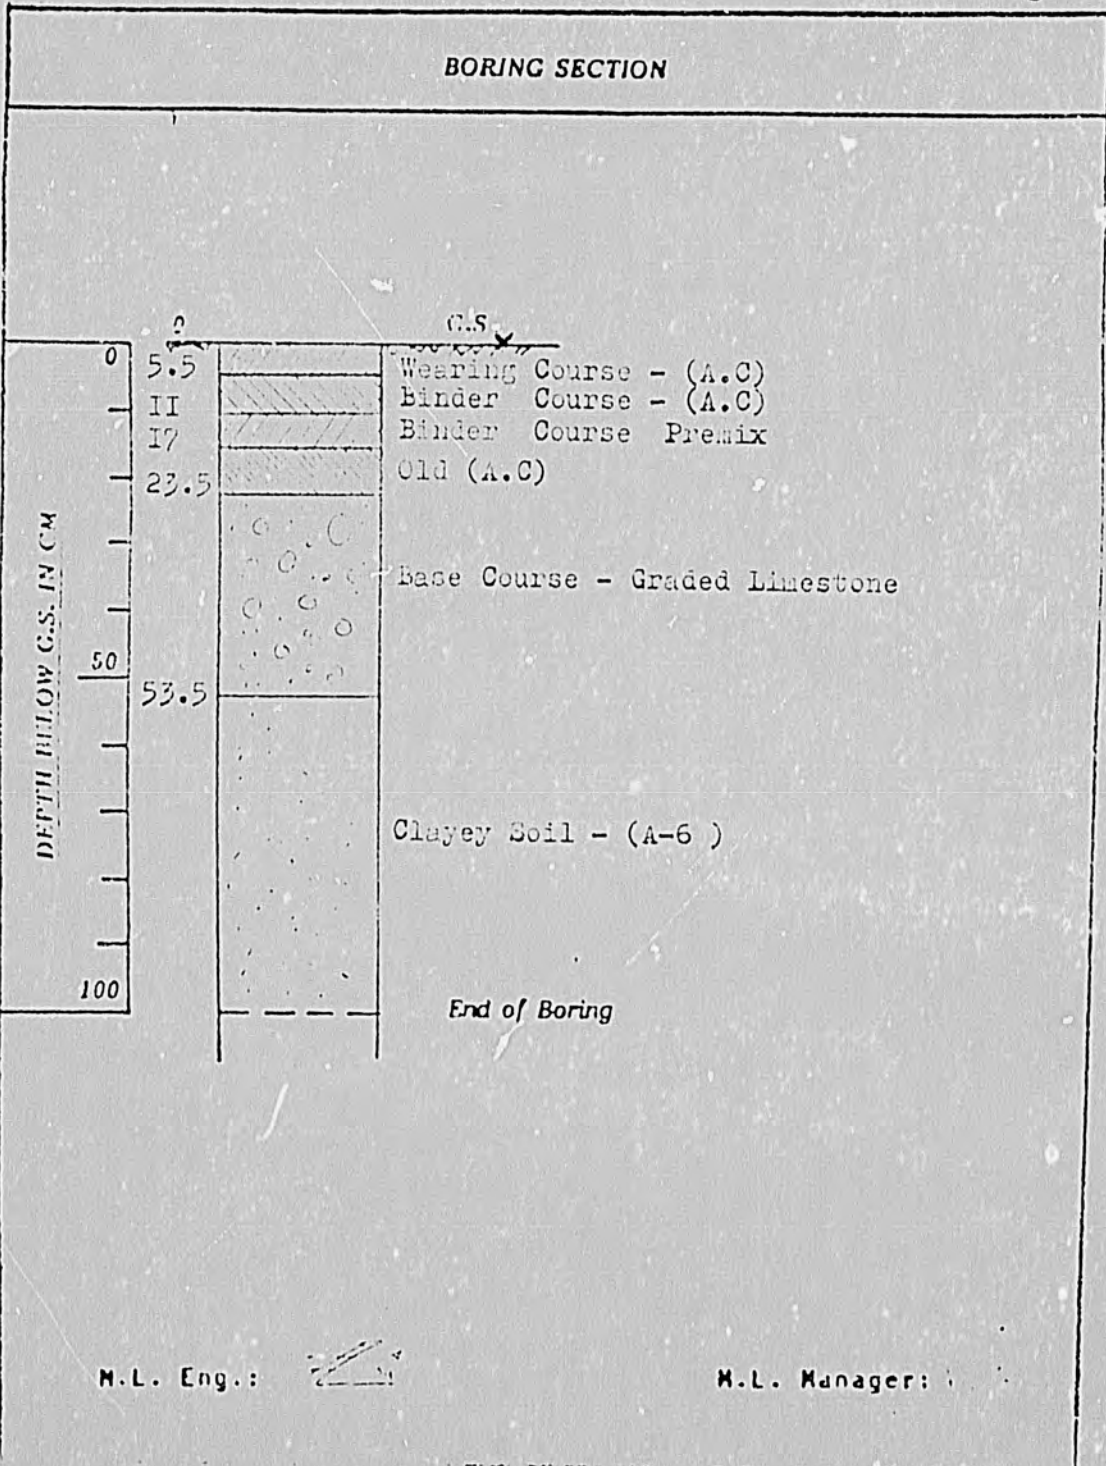 BORING SECTION
0 G.S
0
5.5 Wearing Course - (A.C)
II Binder Course - (A.C)
I7 Binder Course Premix
23.5 Old (A.C)
DEPTH BELOW G.S. IN CM
Base Course - Graded Limestone
50
53.5
Clayey Soil - (A-6 )
100
End of Boring
M.L. Eng.:
M.L. Manager: